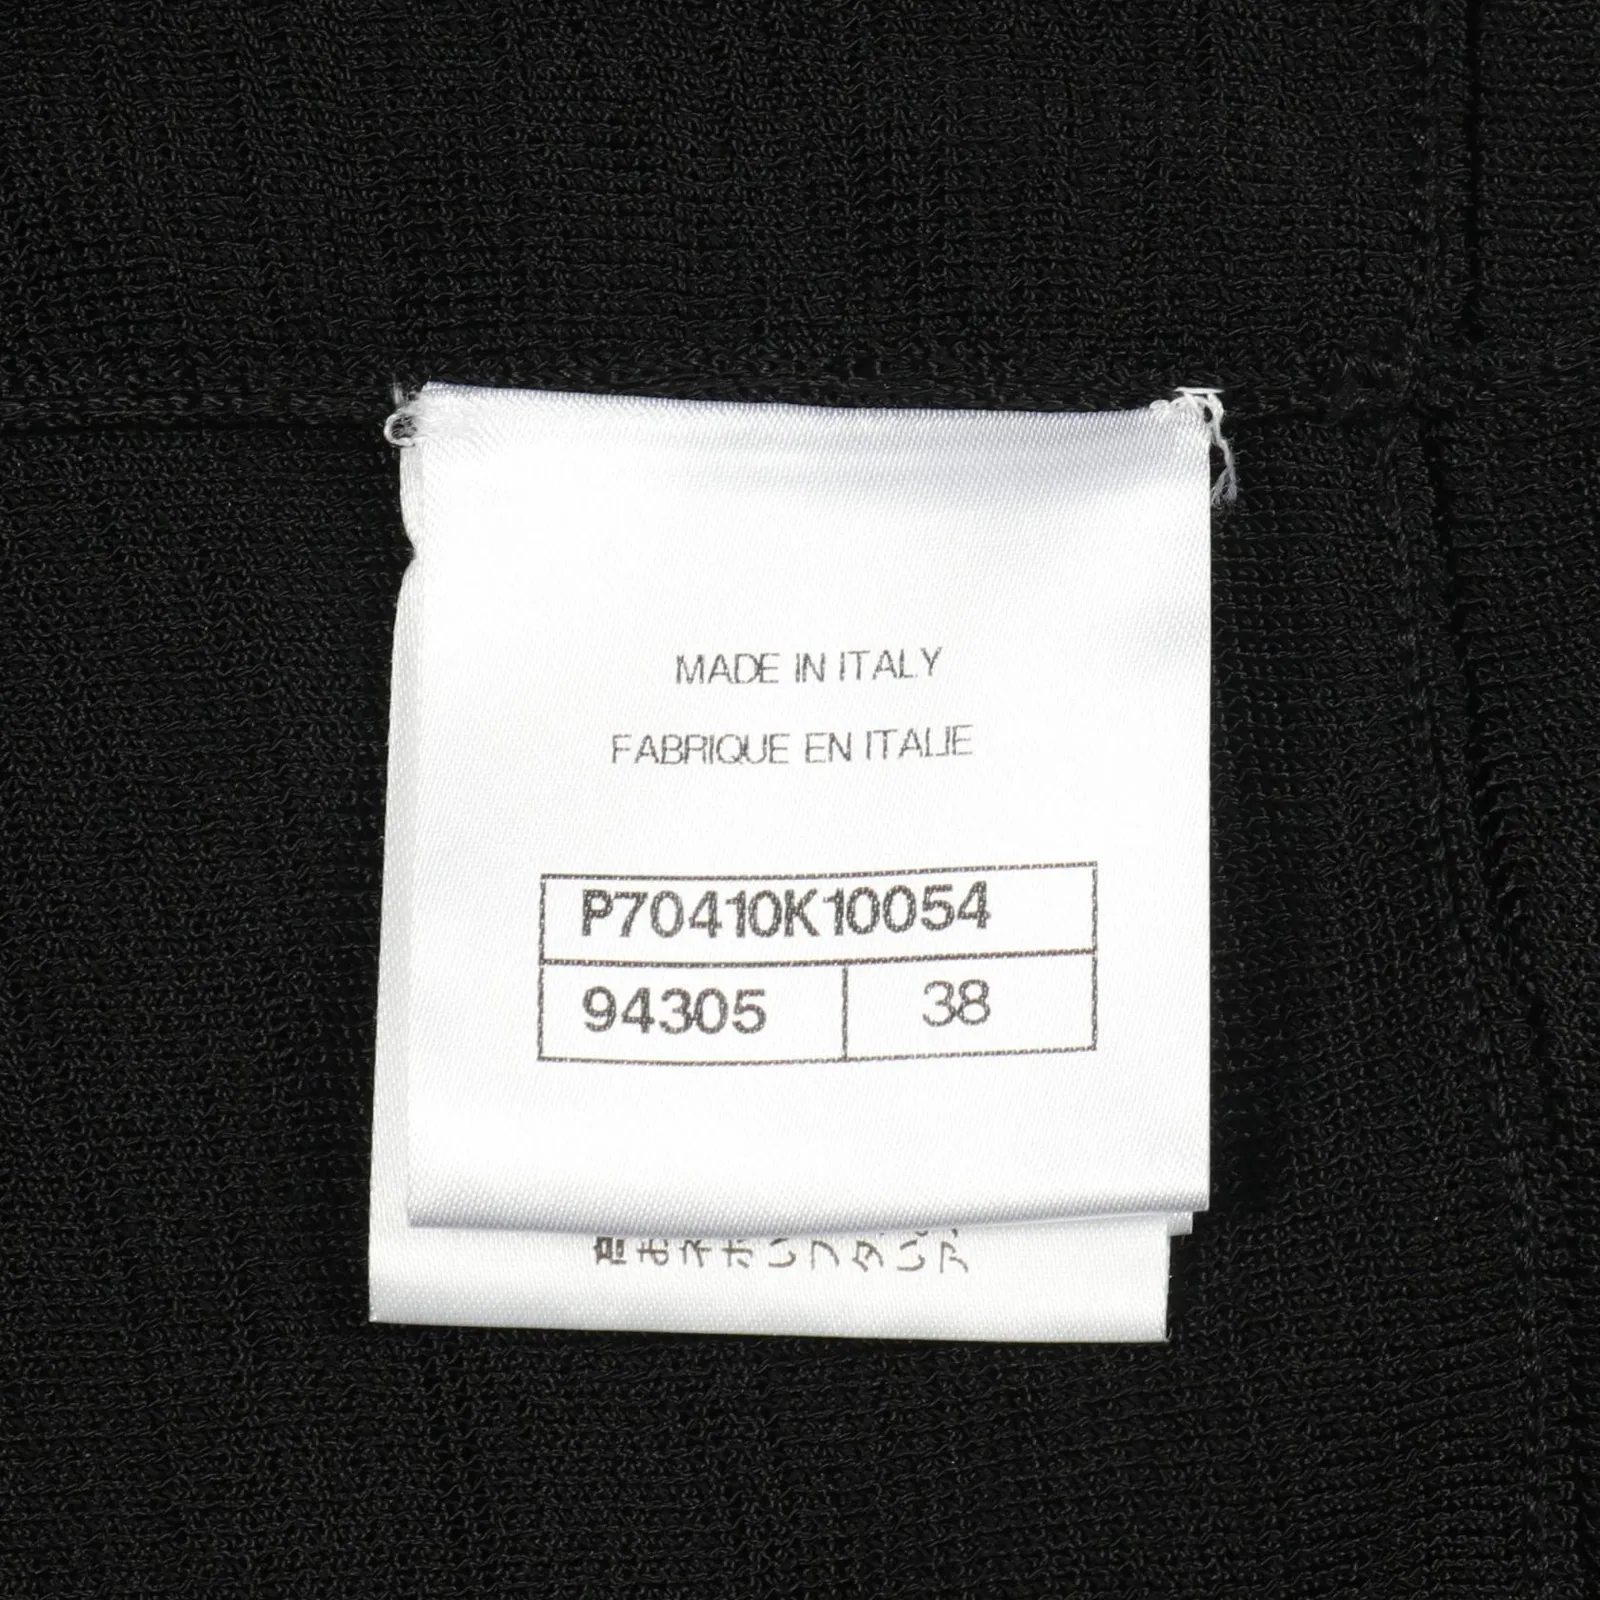 MADE IN ITALY
FABRIQUE EN ITALIE
P70410K10054
94305 38